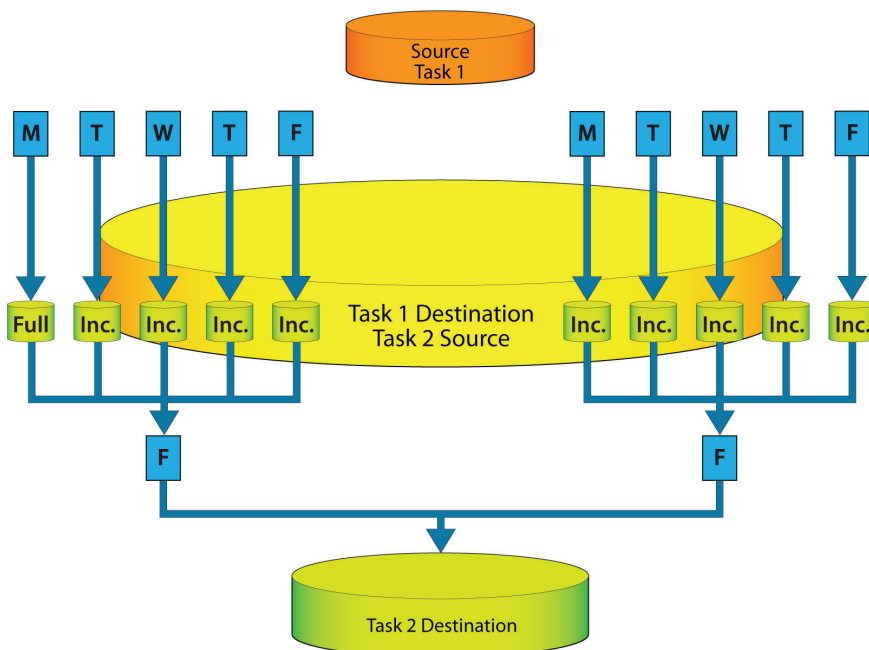 Source
Task 1
M T W T F M T W T F
Full Inc. Inc. Inc. Inc. Task 1 Destination Inc. Inc. Inc. Inc. Inc.
Task 2 Source
F F
Task 2 Destination